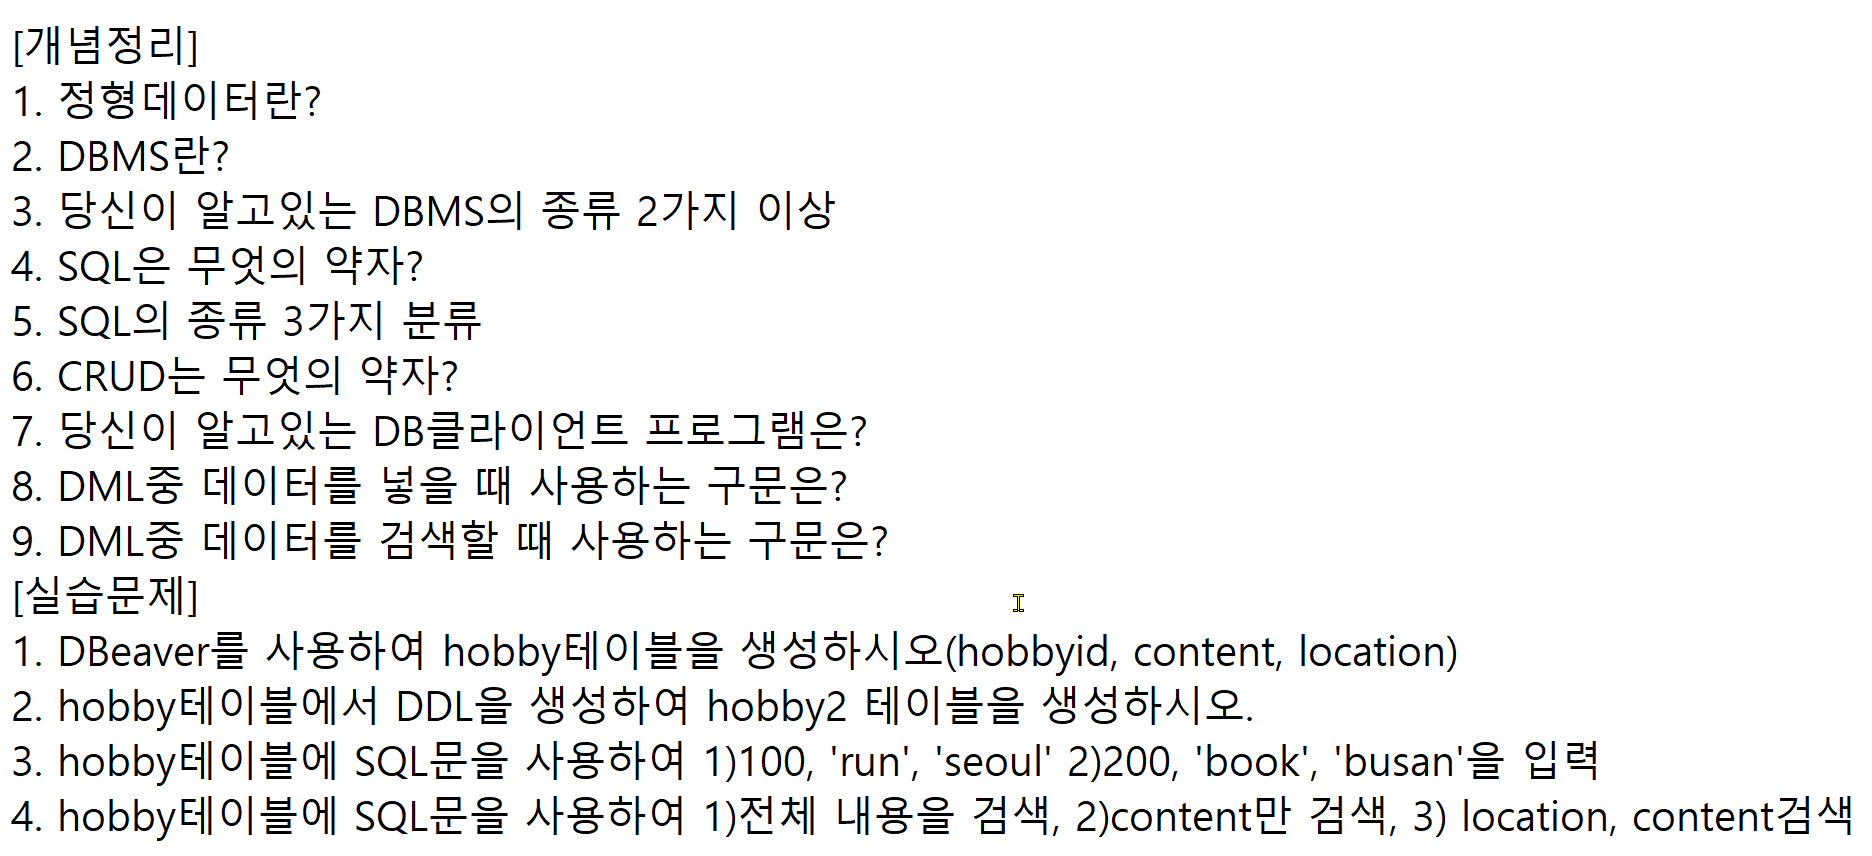 [개념정리]
1. 정형데이터란?
2. DBMS란?
3. 당신이 알고있는 DBMS의 종류 2가지 이상
4. SQL은 무엇의 약자?
5. SQL의 종류 3가지 분류
6. CRUD는 무엇의 약자?
7. 당신이 알고있는 DB클라이언트 프로그램은?
8. DML중 데이터를 넣을 때 사용하는 구문은?
9. DML중 데이터를 검색할 때 사용하는 구문은?
[실습문제]
1. DBeaver를 사용하여 hobby테이블을 생성하시오(hobbyid, content, location)
2. hobby테이블에서 DDL을 생성하여 hobby2 테이블을 생성하시오.
3. hobby테이블에 SQL문을 사용하여 1)100, 'run', 'seoul' 2)200, 'book', 'busan'을 입력
4. hobby테이블에 SQL문을 사용하여 1)전체 내용을 검색, 2)content만 검색, 3) location, content검색